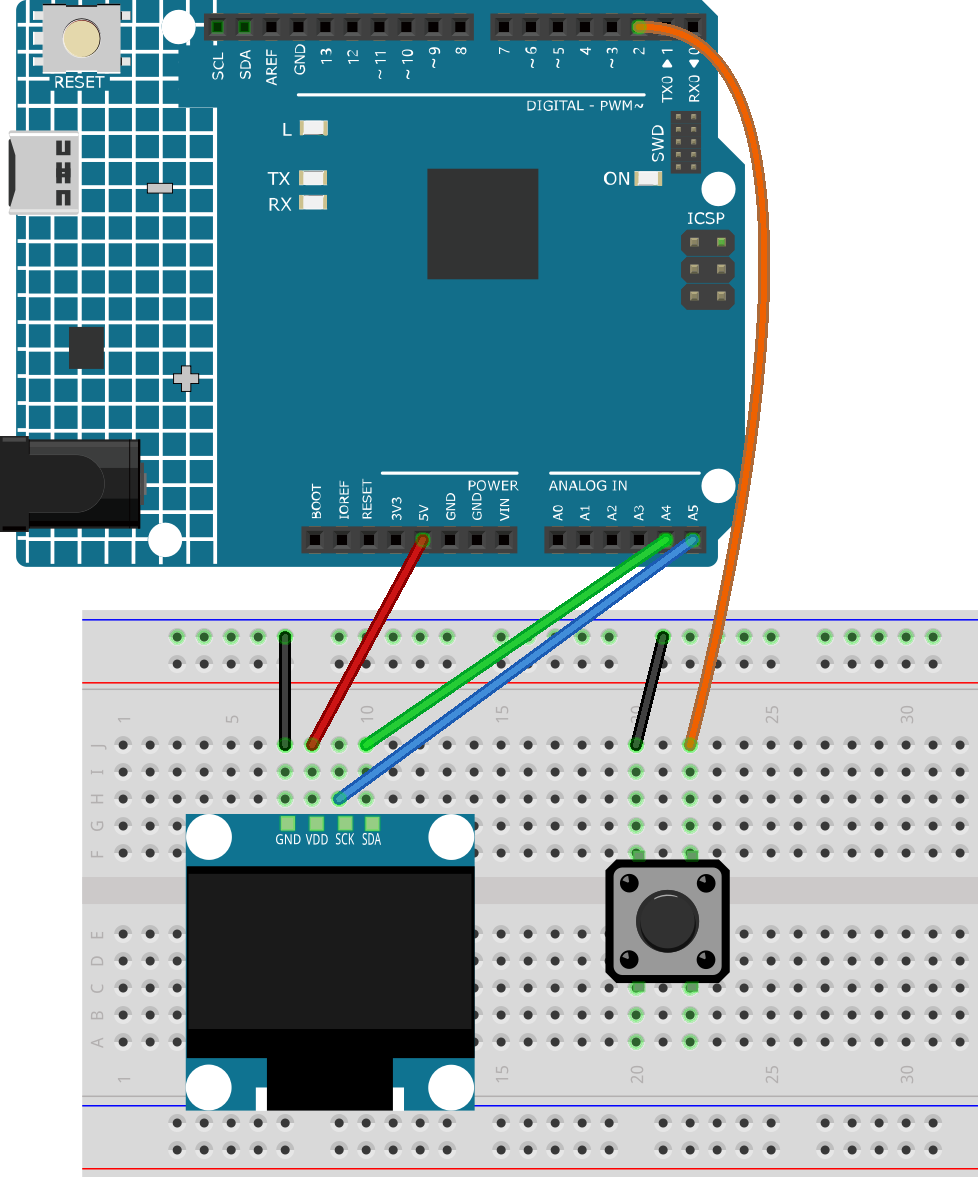 RESET
SCL SDA AREF GND 13 12 ~11 ~10 ~9 8 7 ~6 ~5 4 ~3 2 TX0 ▶ 1 RX0 ◀ 0
DIGITAL - PWM~
L
TX
RX
ON
SWD
ICSP
POWER
ANALOG IN
BOOT IOREF RESET 3V3 5V GND GND VIN A0 A1 A2 A3 A4 A5
1 5 10 15 20 25 30
J
I
H
G
F
GND VDD SCK SDA
E
D
C
B
A
1 15 20 25 30